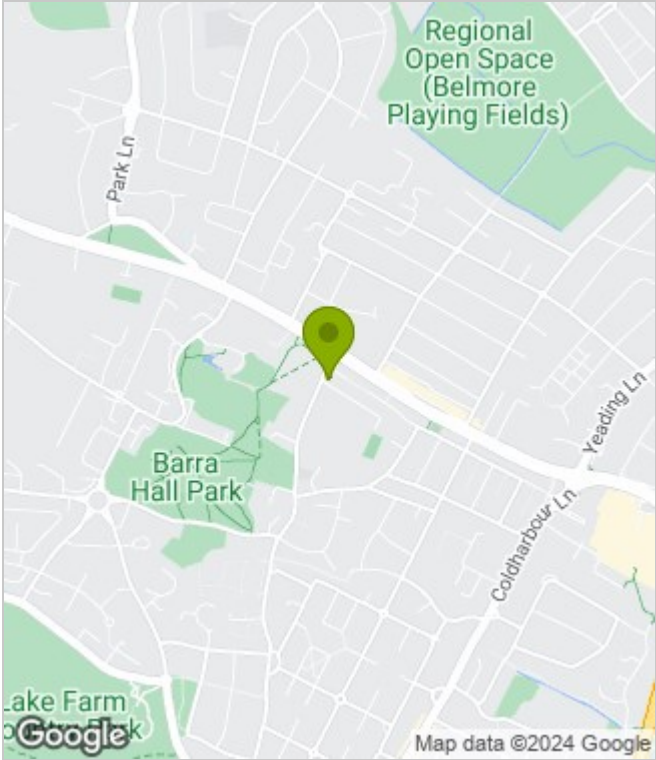 Regional
Open Space
(Belmore
Playing Fields)
Park Ln
Yeading Ln
Barra
Hall Park
Coldharbour Ln
Lake Farm
Google
Map data ©2024 Google